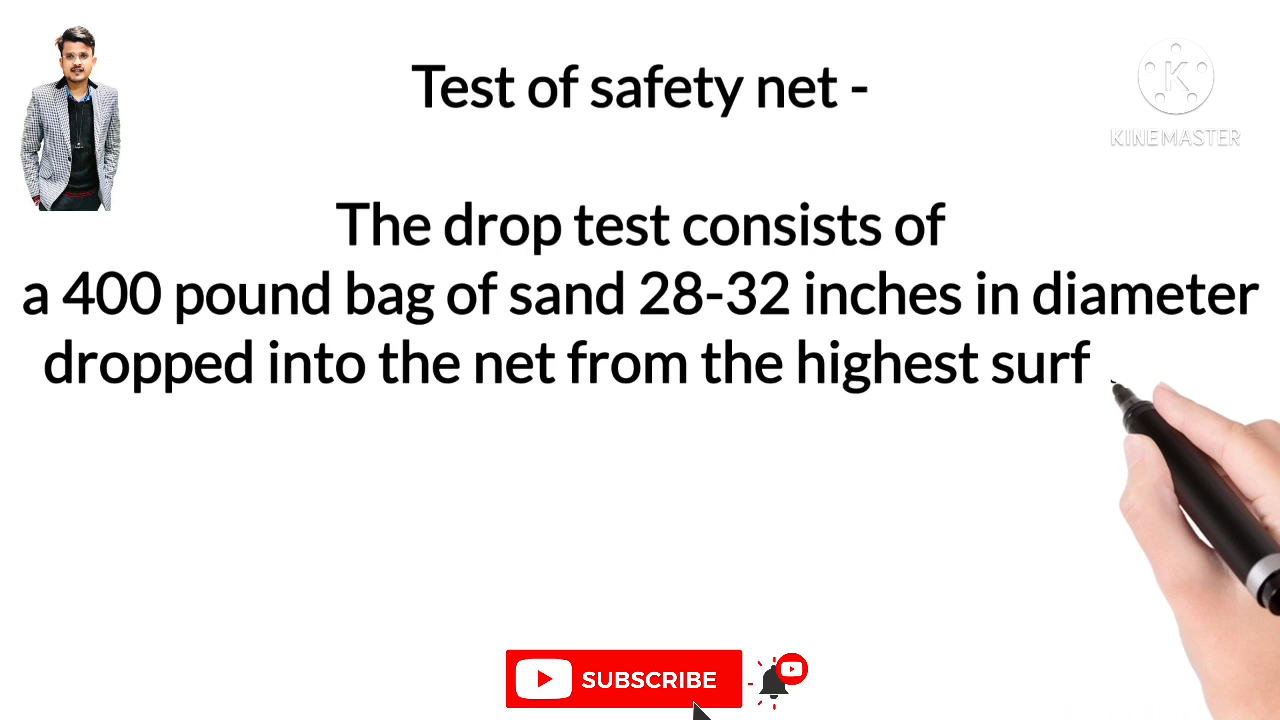 Test of safety net -
KINEMASTER
The drop test consists of
a 400 pound bag of sand 28-32 inches in diameter
dropped into the net from the highest surf
SUBSCRIBE